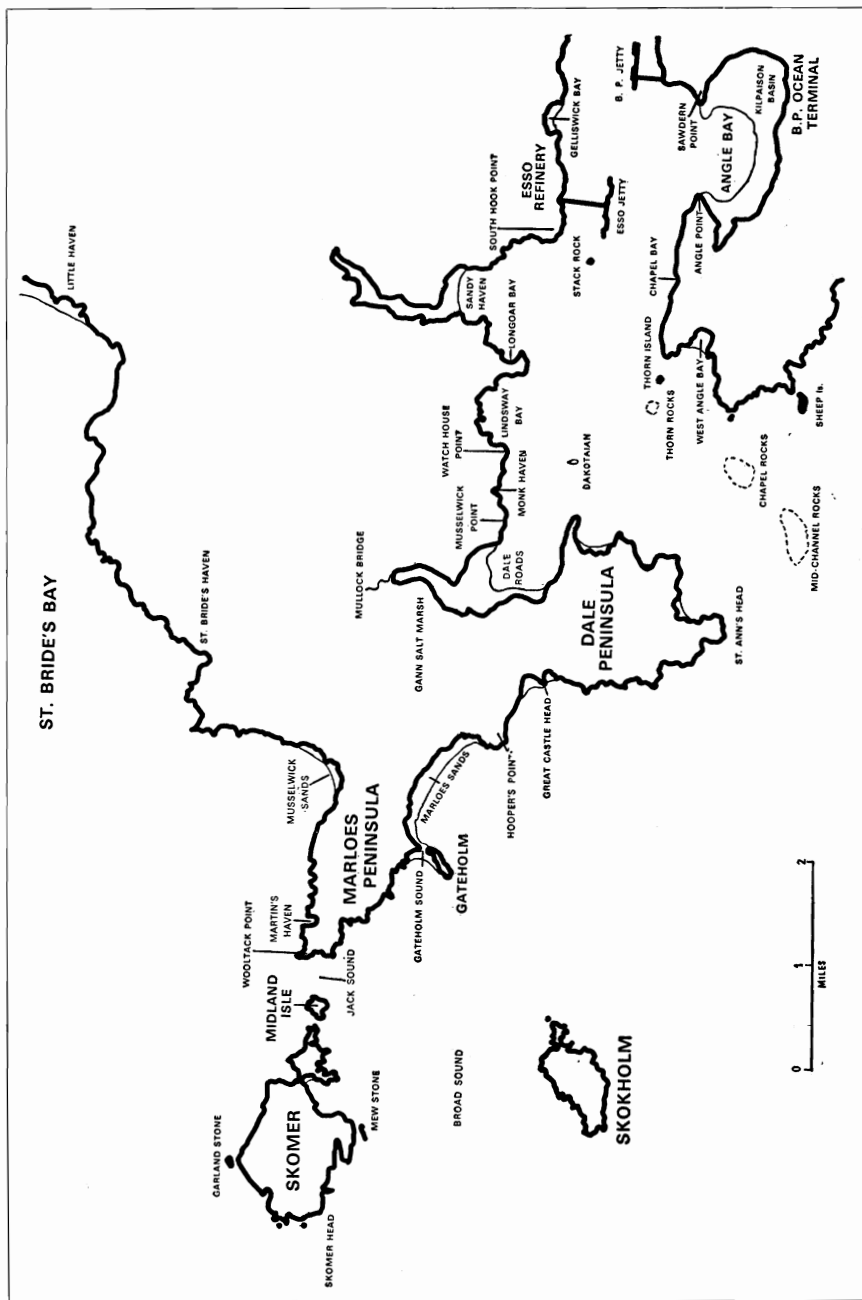 ST. BRIDE'S BAY
LITTLE HAVEN
ST. BRIDE'S HAVEN
GARLAND STONE
SKOMER
SKOMER HEAD
MEW STONE
MIDLAND
ISLE
JACK SOUND
WOOLTACK POINT
MARTIN'S
HAVEN
MUSSELWICK
SANDS
MARLOES
PENINSULA
MARLOES SANDS
GATEHOLM SOUND
GATEHOLM
HOOPER'S POINT
GREAT CASTLE HEAD
BROAD SOUND
SKOKHOLM
MULLOCK BRIDGE
GANN SALT MARSH
DALE
ROADS
DALE
PENINSULA
ST. ANN'S HEAD
MUSSELWICK
POINT
MONK HAVEN
WATCH HOUSE
POINT
LINDSWAY
BAY
LONGOAR BAY
SANDY
HAVEN
DAKOTAIAN
SOUTH HOOK POINT
ESSO
REFINERY
GELLISWICK BAY
STACK ROCK
ESSO JETTY
B. P. JETTY
THORN ISLAND
THORN ROCKS
WEST ANGLE BAY
CHAPEL BAY
ANGLE POINT
SAWDERN
POINT
ANGLE BAY
KILPAISON
BASIN
B.P. OCEAN
TERMINAL
SHEEP Is.
CHAPEL ROCKS
MID-CHANNEL ROCKS
0 1 2
MILES